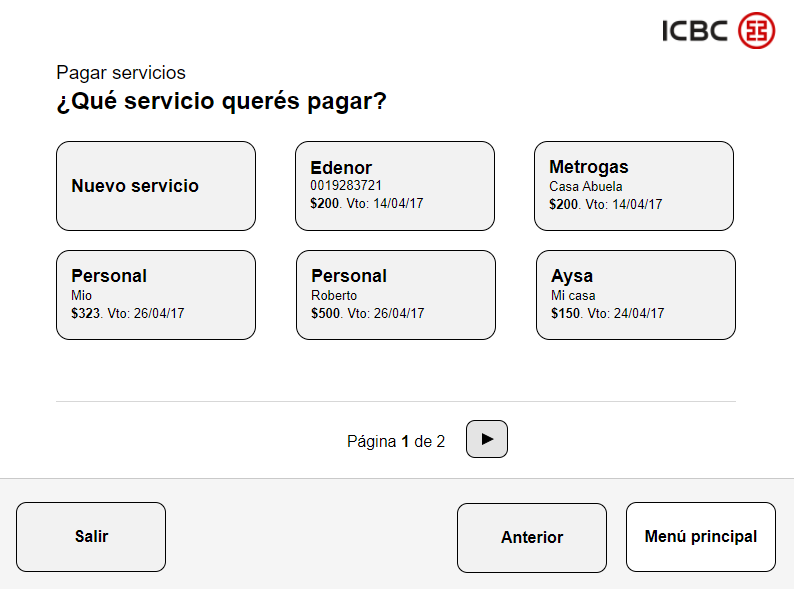 ICBC
Pagar servicios
¿Qué servicio querés pagar?
Nuevo servicio
Edenor
0019283721
$200. Vto: 14/04/17
Metrogas
Casa Abuela
$200. Vto: 14/04/17
Personal
Mio
$323. Vto: 26/04/17
Personal
Roberto
$500. Vto: 26/04/17
Aysa
Mi casa
$150. Vto: 24/04/17
Página 1 de 2
Salir
Anterior
Menú principal